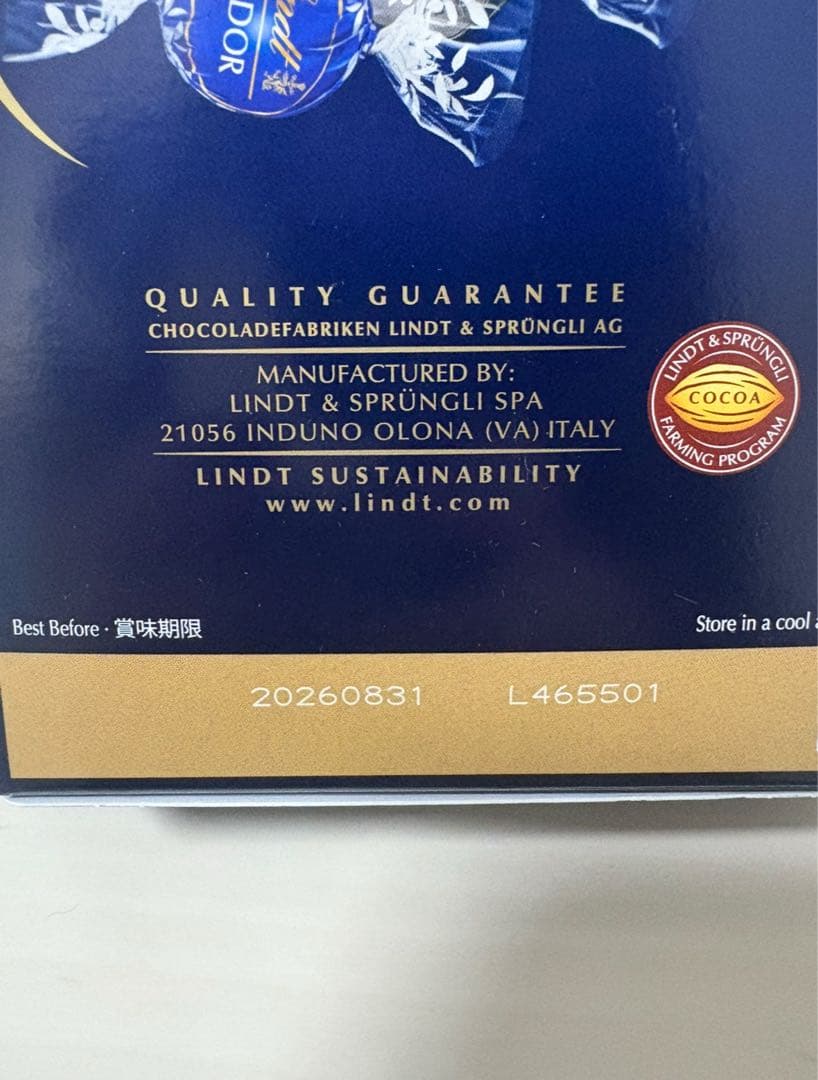 Lindt
DOR
QUALITY GUARANTEE
CHOCOLADEFABRIKEN LINDT & SPRÜNGLI AG
MANUFACTURED BY:
LINDT & SPRÜNGLI SPA
21056 INDUNO OLONA (VA) ITALY
LINDT SUSTAINABILITY
www.lindt.com
LINDT & SPRÜNGLI
COCOA
FARMING PROGRAM
Best Before · 賞味期限
Store in a cool
20260831 L465501